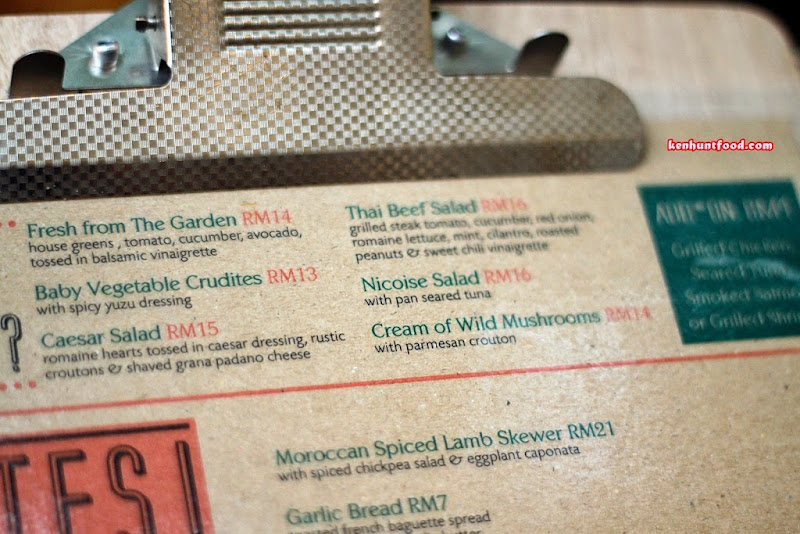 kenhuntfood.com
Fresh from The Garden RM14
house greens , tomato, cucumber, avocado,
tossed in balsamic vinaigrette
Baby Vegetable Crudites RM13
with spicy yuzu dressing
Caesar Salad RM15
romaine hearts tossed in caesar dressing, rustic
croutons & shaved grana padano cheese
Thai Beef Salad RM16
grilled steak tomato, cucumber, red onion,
romaine lettuce, mint, cilantro, roasted
peanuts & sweet chili vinaigrette
Nicoise Salad RM16
with pan seared tuna
Cream of Wild Mushrooms RM14
with parmesan crouton
Grilled Chicken
Seared Tuna
Smoked
or Grilled
?
Moroccan Spiced Lamb Skewer RM21
with spiced chickpea salad & eggplant caponata
Garlic Bread RM7
french baguette spread